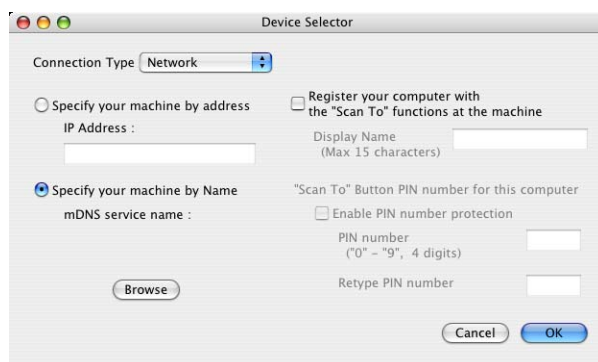 Device Selector
Connection Type Network
Specify your machine by address
IP Address :
Specify your machine by Name
mDNS service name :
Browse
Register your computer with
the "Scan To" functions at the machine
Display Name
(Max 15 characters)
"Scan To" Button PIN number for this computer
Enable PIN number protection
PIN number
("0" - "9", 4 digits)
Retype PIN number
Cancel OK